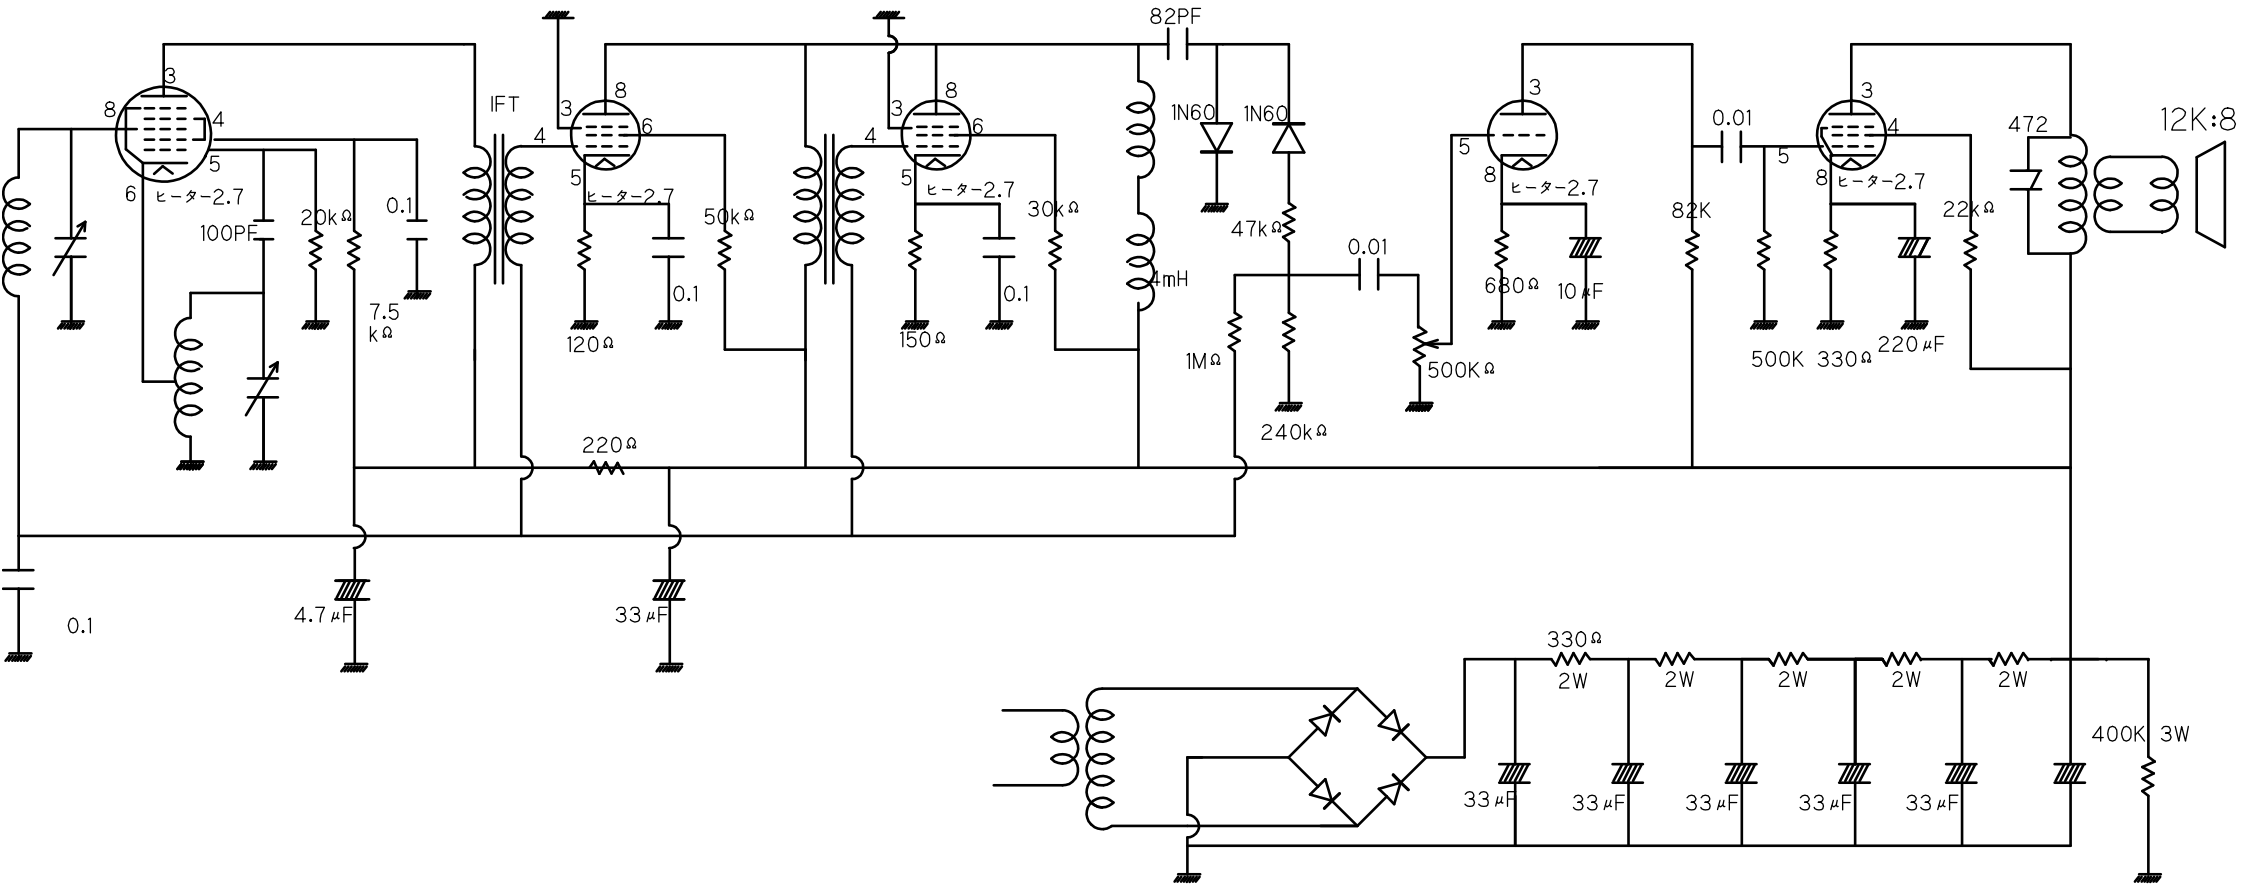 82PF
3
8
4
5
6
ヒーター2.7
100PF
20kΩ
0.1
7.5
kΩ
IFT
3
8
4
6
5
ヒーター2.7
50kΩ
0.1
120Ω
3
8
4
6
5
ヒーター2.7
30kΩ
0.1
150Ω
4mH
1N60
1N60
47kΩ
0.01
1MΩ
240kΩ
500KΩ
3
5
8
ヒーター2.7
680Ω
10μF
0.01
82K
3
4
5
8
ヒーター2.7
22kΩ
500K
330Ω
220μF
472
12K:8
220Ω
0.1
4.7μF
33μF
330Ω
2W
2W
2W
2W
2W
33μF
33μF
33μF
33μF
33μF
400K 3W